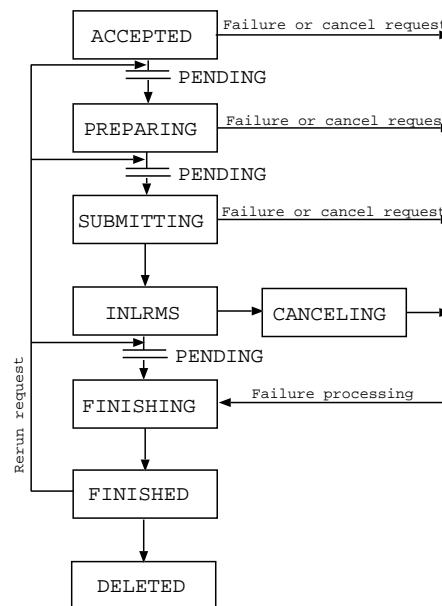 ACCEPTED
Failure or cancel request
PENDING
PREPARING
Failure or cancel request
PENDING
SUBMITTING
Failure or cancel request
INLRMS
CANCELING
PENDING
Rerun request
FINISHING
Failure processing
FINISHED
DELETED